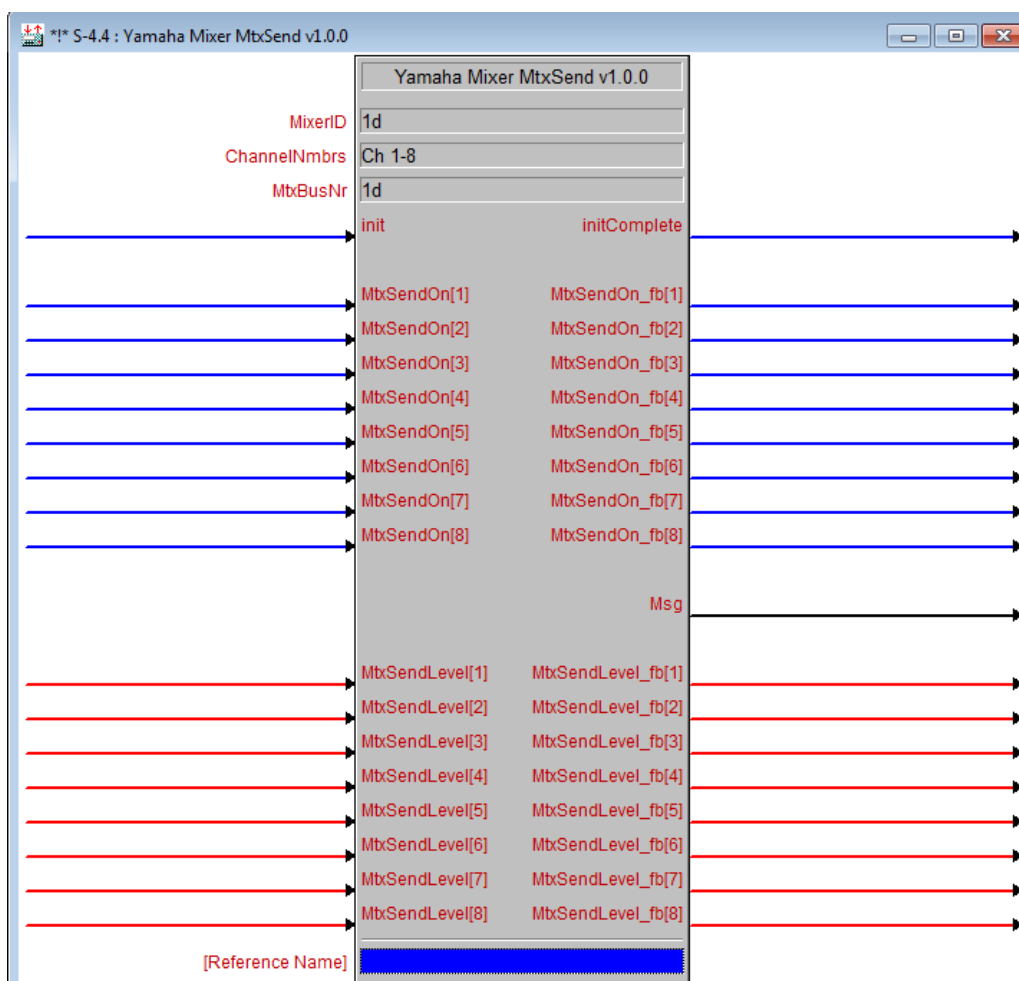 *!* S-4.4 : Yamaha Mixer MtxSend v1.0.0
Yamaha Mixer MtxSend v1.0.0
MixerID 1d
ChannelNmbrs Ch 1-8
MtxBusNr 1d
init initComplete
MtxSendOn[1] MtxSendOn_fb[1]
MtxSendOn[2] MtxSendOn_fb[2]
MtxSendOn[3] MtxSendOn_fb[3]
MtxSendOn[4] MtxSendOn_fb[4]
MtxSendOn[5] MtxSendOn_fb[5]
MtxSendOn[6] MtxSendOn_fb[6]
MtxSendOn[7] MtxSendOn_fb[7]
MtxSendOn[8] MtxSendOn_fb[8]
Msg
MtxSendLevel[1] MtxSendLevel_fb[1]
MtxSendLevel[2] MtxSendLevel_fb[2]
MtxSendLevel[3] MtxSendLevel_fb[3]
MtxSendLevel[4] MtxSendLevel_fb[4]
MtxSendLevel[5] MtxSendLevel_fb[5]
MtxSendLevel[6] MtxSendLevel_fb[6]
MtxSendLevel[7] MtxSendLevel_fb[7]
MtxSendLevel[8] MtxSendLevel_fb[8]
[Reference Name]